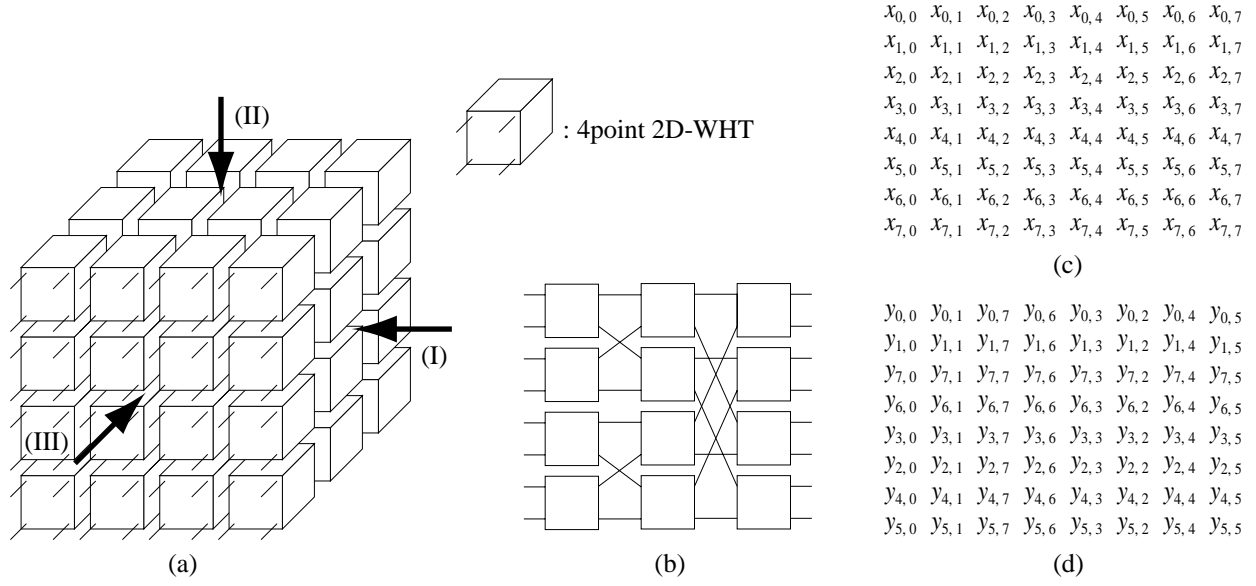 (II)
: 4point 2D-WHT
(I)
(III)
(a)
(b)
x0,0 x0,1 x0,2 x0,3 x0,4 x0,5 x0,6 x0,7
x1,0 x1,1 x1,2 x1,3 x1,4 x1,5 x1,6 x1,7
x2,0 x2,1 x2,2 x2,3 x2,4 x2,5 x2,6 x2,7
x3,0 x3,1 x3,2 x3,3 x3,4 x3,5 x3,6 x3,7
x4,0 x4,1 x4,2 x4,3 x4,4 x4,5 x4,6 x4,7
x5,0 x5,1 x5,2 x5,3 x5,4 x5,5 x5,6 x5,7
x6,0 x6,1 x6,2 x6,3 x6,4 x6,5 x6,6 x6,7
x7,0 x7,1 x7,2 x7,3 x7,4 x7,5 x7,6 x7,7
(c)
y0,0 y0,1 y0,7 y0,6 y0,3 y0,2 y0,4 y0,5
y1,0 y1,1 y1,7 y1,6 y1,3 y1,2 y1,4 y1,5
y7,0 y7,1 y7,7 y7,6 y7,3 y7,2 y7,4 y7,5
y6,0 y6,1 y6,7 y6,6 y6,3 y6,2 y6,4 y6,5
y3,0 y3,1 y3,7 y3,6 y3,3 y3,2 y3,4 y3,5
y2,0 y2,1 y2,7 y2,6 y2,3 y2,2 y2,4 y2,5
y4,0 y4,1 y4,7 y4,6 y4,3 y4,2 y4,4 y4,5
y5,0 y5,1 y5,7 y5,6 y5,3 y5,2 y5,4 y5,5
(d)